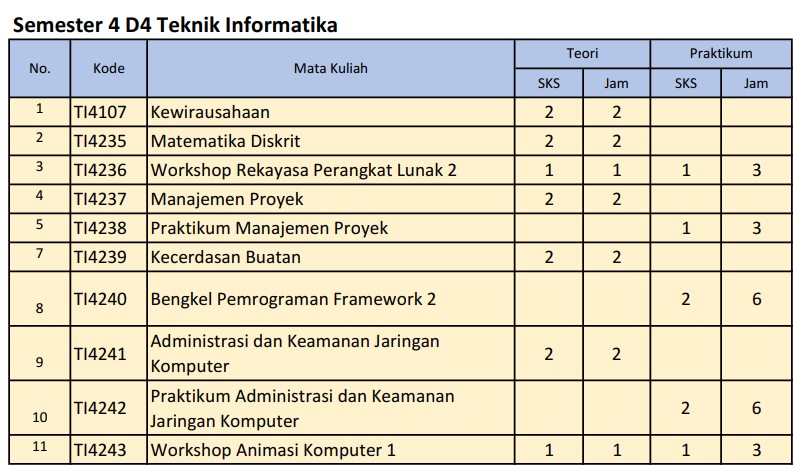 Semester 4 D4 Teknik Informatika
No. Kode Mata Kuliah Teori Praktikum
SKS Jam SKS Jam
1 TI4107 Kewirausahaan 2 2
2 TI4235 Matematika Diskrit 2 2
3 TI4236 Workshop Rekayasa Perangkat Lunak 2 1 1 1 3
4 TI4237 Manajemen Proyek 2 2
5 TI4238 Praktikum Manajemen Proyek 1 3
7 TI4239 Kecerdasan Buatan 2 2
8 TI4240 Bengkel Pemrograman Framework 2 2 6
9 TI4241 Administrasi dan Keamanan Jaringan
Komputer 2 2
10 TI4242 Praktikum Administrasi dan Keamanan
Jaringan Komputer 2 6
11 TI4243 Workshop Animasi Komputer 1 1 1 1 3